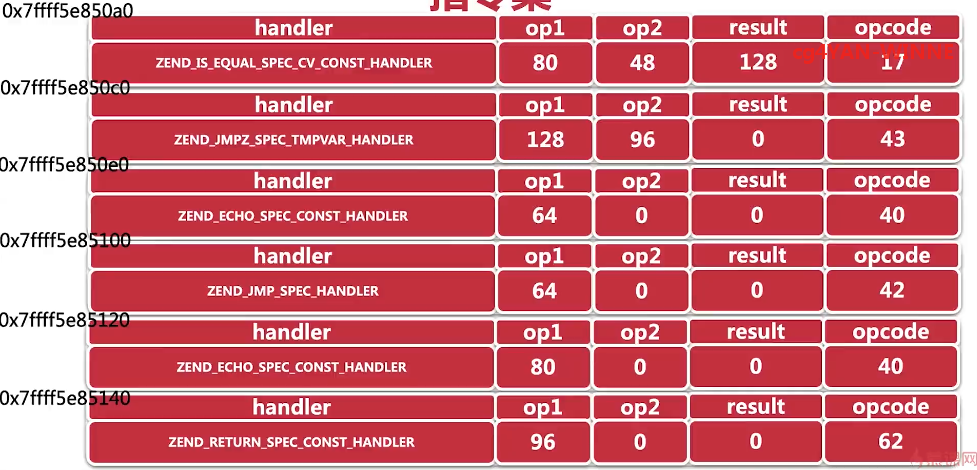 指令集
0x7ffff5e850a0
handler op1 op2 result opcode
ZEND_IS_EQUAL_SPEC_CV_CONST_HANDLER 80 48 128 17
0x7ffff5e850c0
handler op1 op2 result opcode
ZEND_JMPZ_SPEC_TMPVAR_HANDLER 128 96 0 43
0x7ffff5e850e0
handler op1 op2 result opcode
ZEND_ECHO_SPEC_CONST_HANDLER 64 0 0 40
0x7ffff5e85100
handler op1 op2 result opcode
ZEND_JMP_SPEC_HANDLER 64 0 0 42
0x7ffff5e85120
handler op1 op2 result opcode
ZEND_ECHO_SPEC_CONST_HANDLER 80 0 0 40
0x7ffff5e85140
handler op1 op2 result opcode
ZEND_RETURN_SPEC_CONST_HANDLER 96 0 0 62